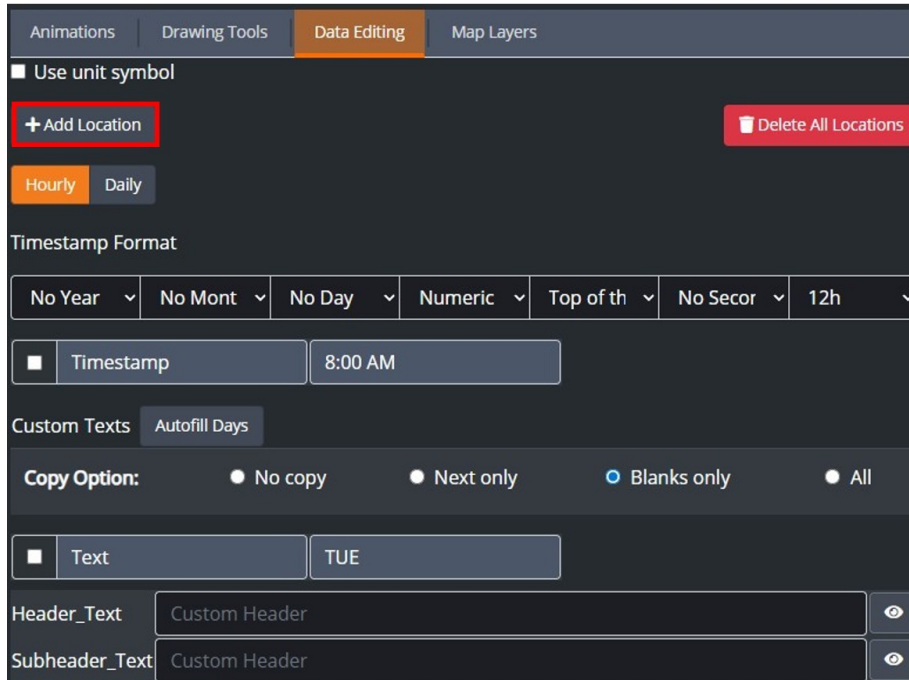 Animations Drawing Tools Data Editing Map Layers
Use unit symbol
+ Add Location Delete All Locations
Hourly Daily
Timestamp Format
No Year No Mont No Day Numeric Top of th No Secor 12h
Timestamp 8:00 AM
Custom Texts Autofill Days
Copy Option: No copy Next only Blanks only All
Text TUE
Header_Text Custom Header
Subheader_Text Custom Header